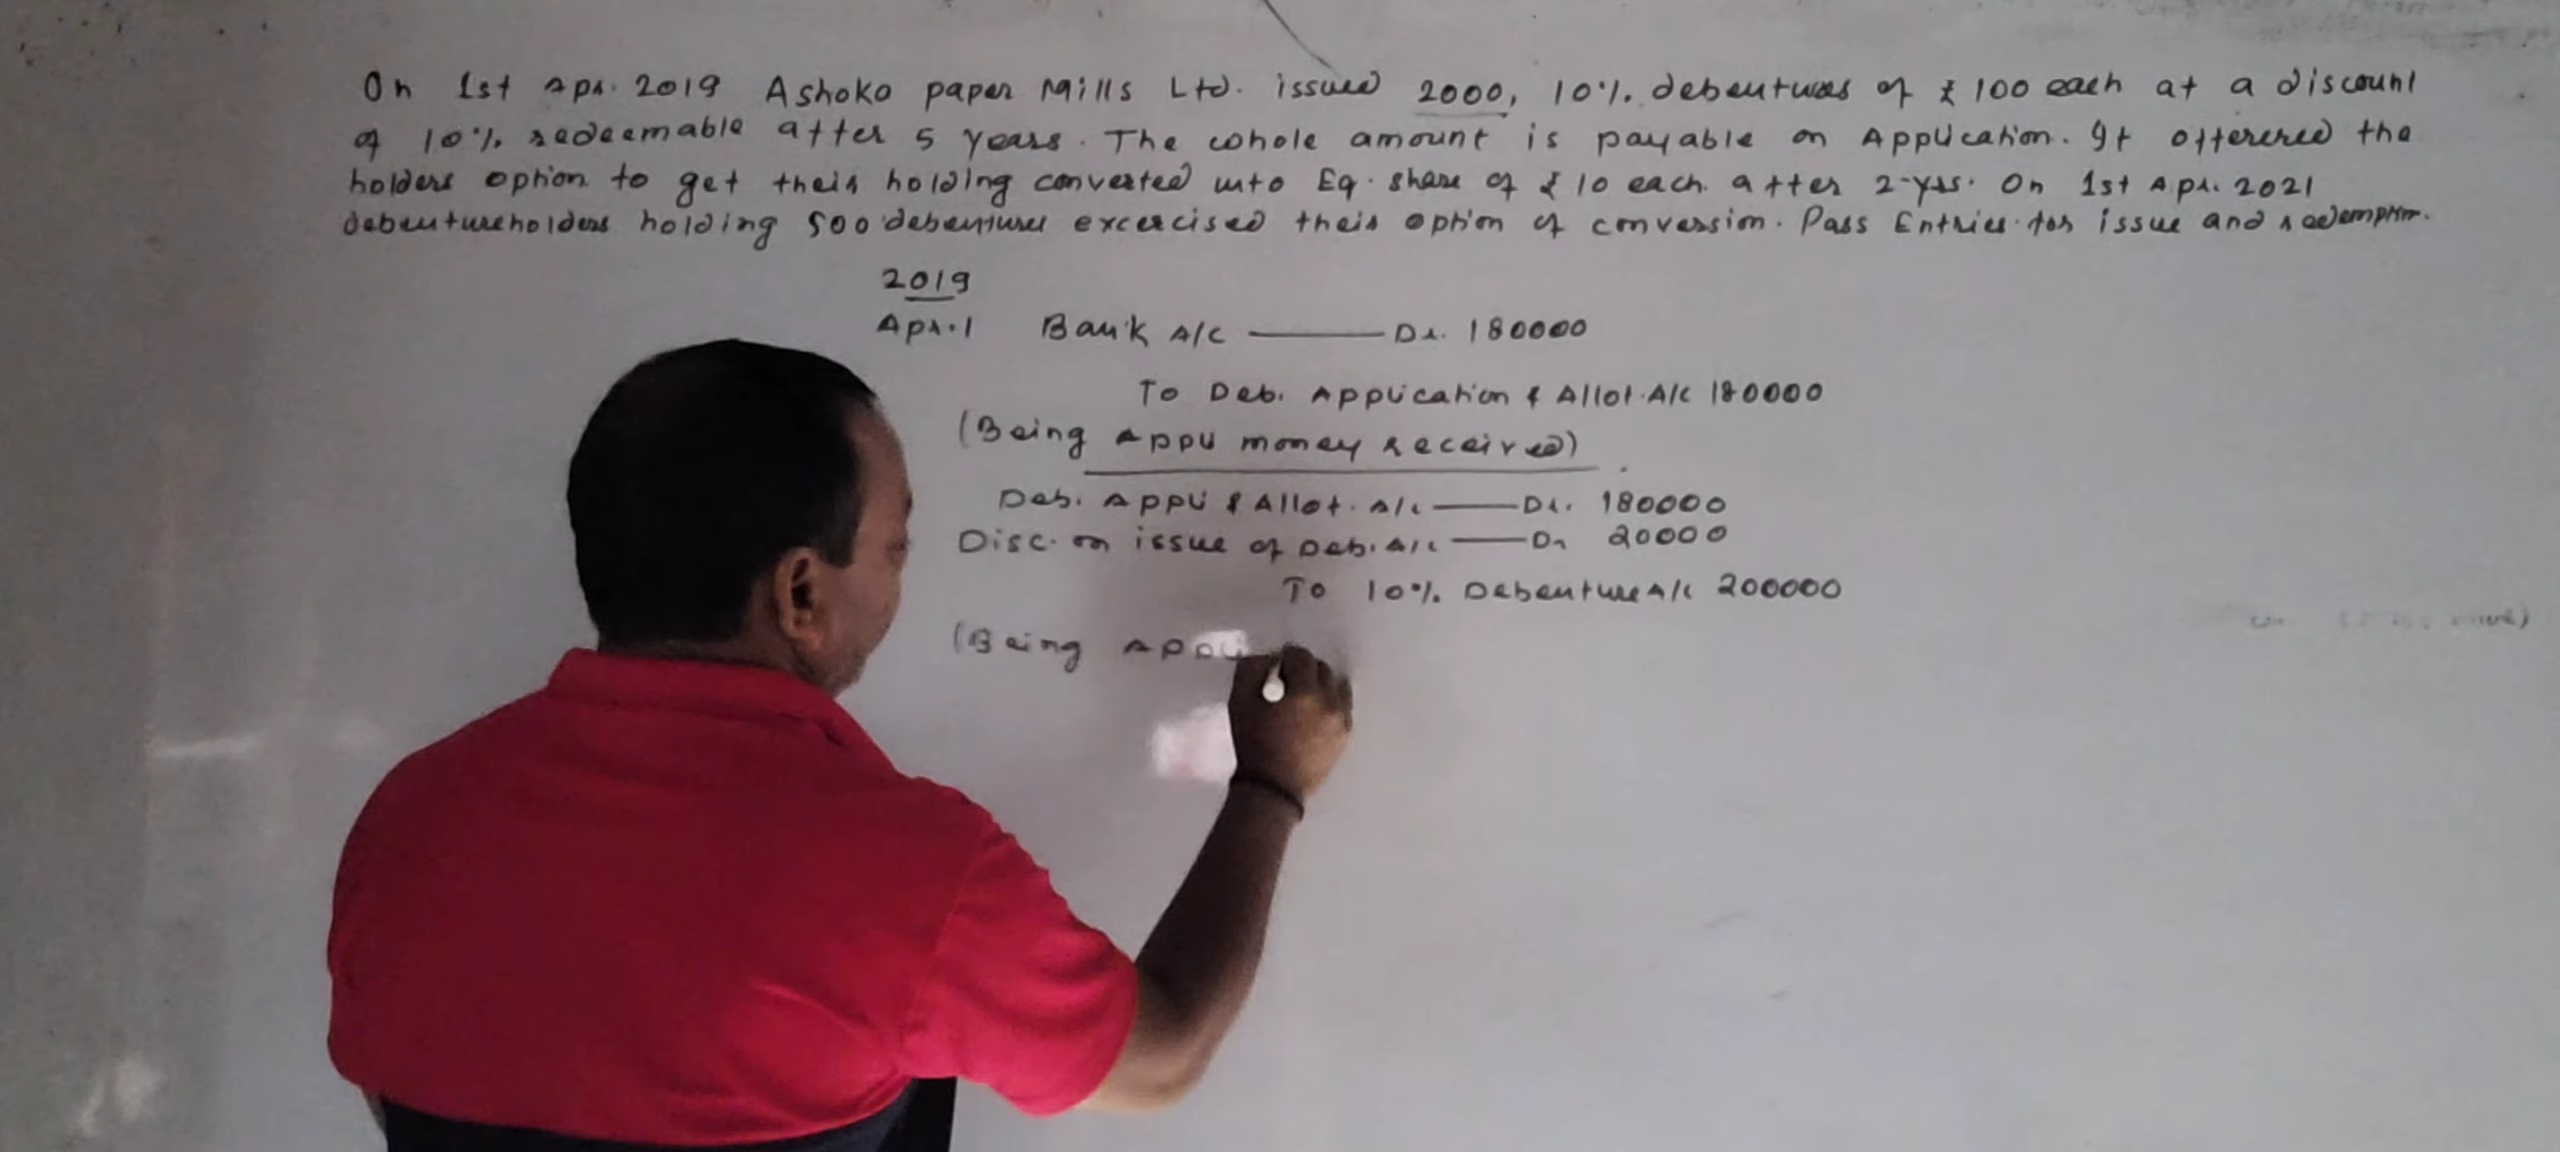 On 1st Apr. 2019 Ashoka paper Mills Ltd. issued 2000, 10%. debentures of ₹ 100 each at a discount
of 10%. redeemable after 5 years. The whole amount is payable on Application. It offerered the
holders option to get their holding converted into Eq. share of ₹ 10 each after 2-yrs. On 1st Apr. 2021
debentureholders holding 500 debentures excercised their option of conversion. Pass Entries for issue and redemption.
2019
Apr.1 Bank A/c ——— Dr. 180000
To Deb. Application & Allot. A/c 180000
(Being Appli money received)
Deb. Appli & Allot. A/c ——— Dr. 180000
Disc. on issue of Deb. A/c ——— Dr 20000
To 10%. Debenture A/c 200000
(Being Appli